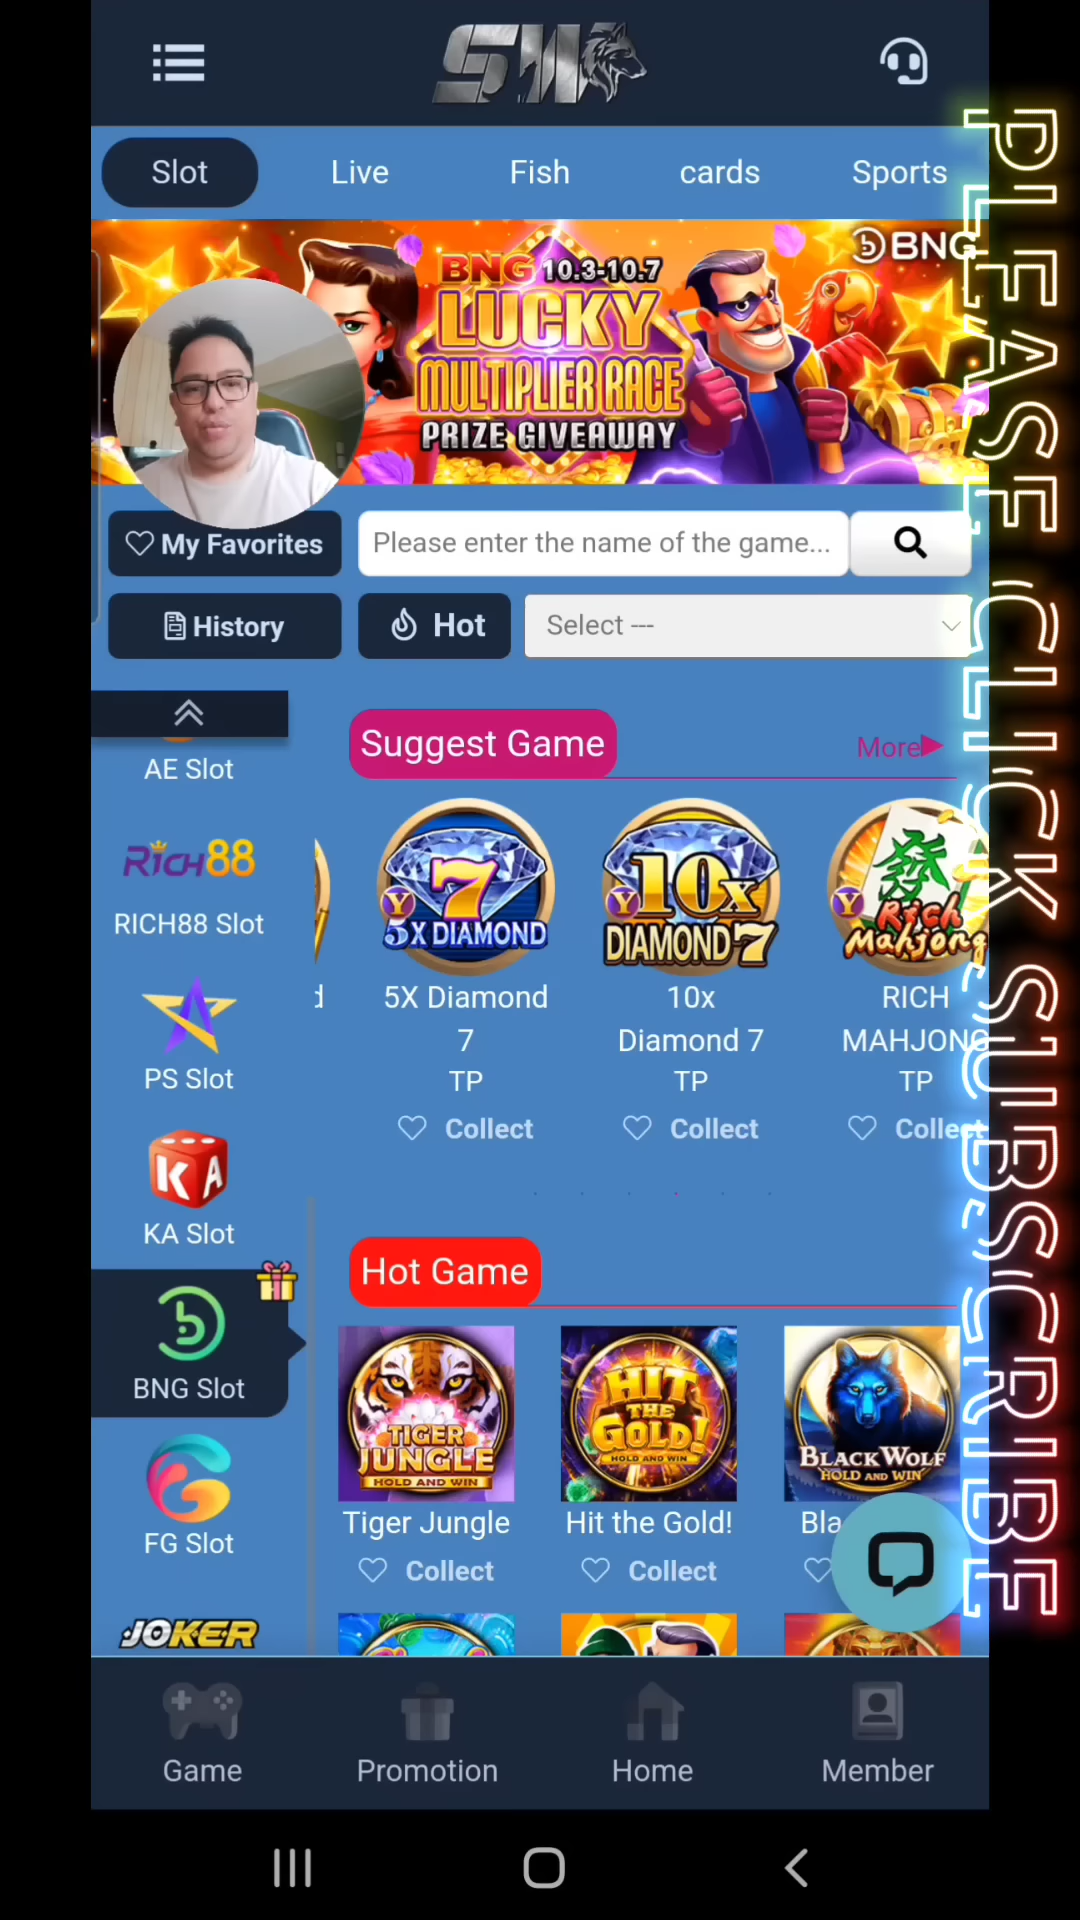 SW
Slot
Live
Fish
cards
Sports
BNG 10.3-10.7
LUCKY
MULTIPLIER RACE
PRIZE GIVEAWAY
BNG
My Favorites
Please enter the name of the game...
History
Hot
Select ---
AE Slot
RICH88
RICH88 Slot
PS Slot
KA
KA Slot
BNG Slot
FG Slot
JOKER
Suggest Game
More
d
7
Y
5X DIAMOND
5X Diamond
7
TP
Collect
10x
Y
DIAMOND 7
10x
Diamond 7
TP
Collect
發
Y
Rich
Mahjong
RICH
MAHJONG
TP
Collect
Hot Game
TIGER
JUNGLE
HOLD AND WIN
Tiger Jungle
Collect
HIT
THE
GOLD!
HOLD AND WIN
Hit the Gold!
Collect
BLACK WOLF
HOLD AND WIN
Bla
Game
Promotion
Home
Member
PLEASE CLICK SUBSCRIBE